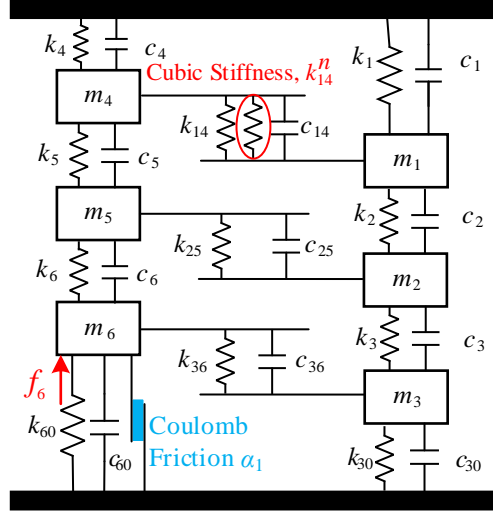 k₄ c₄ k₁ c₁
Cubic Stiffness, k₁₄ⁿ
m₄
k₁₄ c₁₄
k₅ c₅ m₁
m₅ k₂ c₂
k₂₅ c₂₅
k₆ c₆ m₂
m₆ k₃ c₃
k₃₆ c₃₆
f₆ m₃
k₆₀ c₆₀ Coulomb
Friction α₁
k₃₀ c₃₀